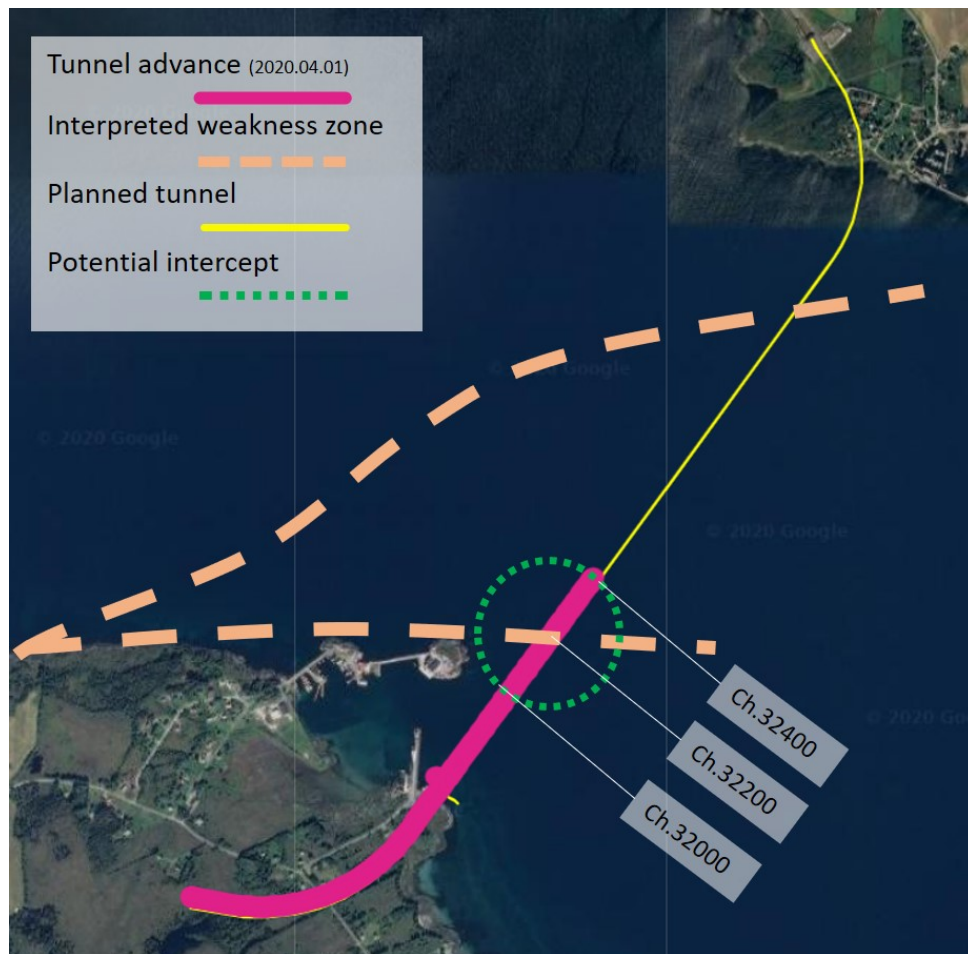 Tunnel advance (2020.04.01)
Interpreted weakness zone
Planned tunnel
Potential intercept
© 2020 Google
© 2020 Google
© 2020 Google
© 2020 Goo
Ch.32400
Ch.32200
Ch.32000